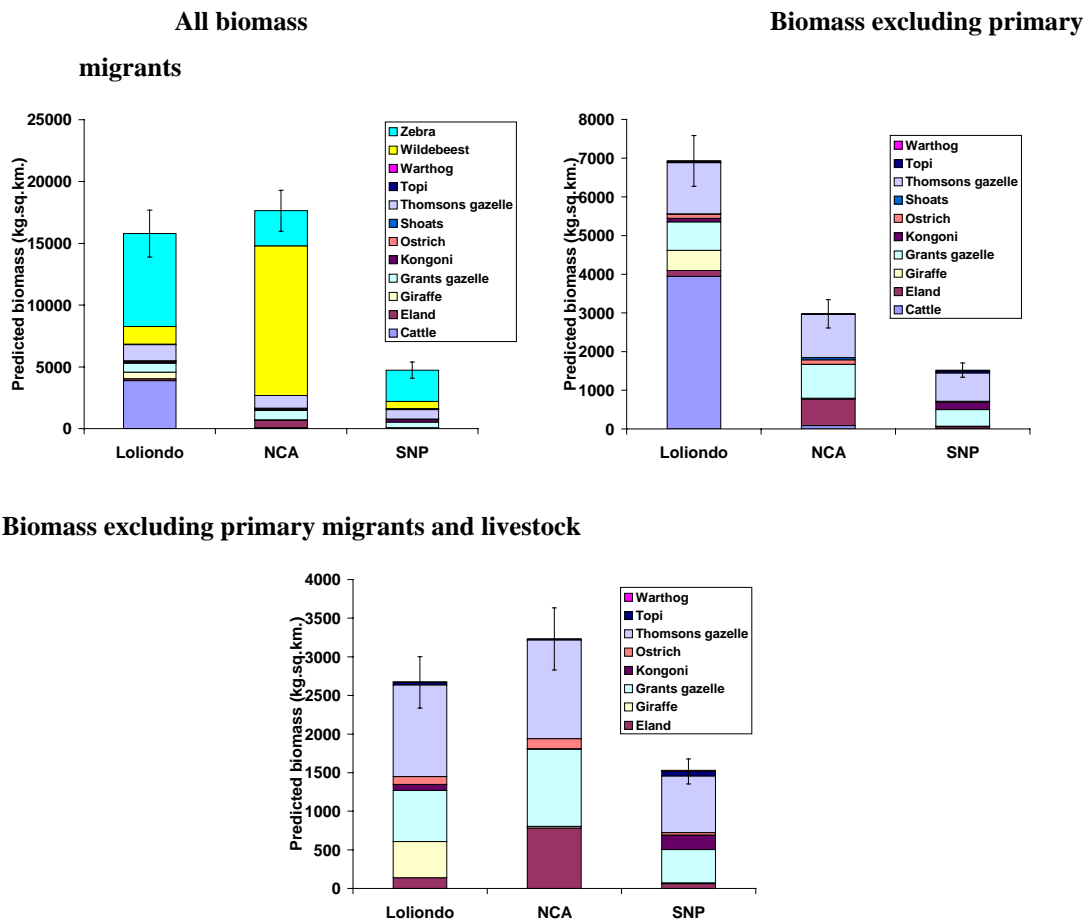 All biomass
Biomass excluding primary
migrants
Predicted biomass (kg.sq.km.)
25000
20000
15000
10000
5000
0
Loliondo NCA SNP
Zebra
Wildebeest
Warthog
Topi
Thomsons gazelle
Shoats
Ostrich
Kongoni
Grants gazelle
Giraffe
Eland
Cattle
Predicted biomass (kg.sq.km.)
8000
7000
6000
5000
4000
3000
2000
1000
0
Loliondo NCA SNP
Warthog
Topi
Thomsons gazelle
Shoats
Ostrich
Kongoni
Grants gazelle
Giraffe
Eland
Cattle
Biomass excluding primary migrants and livestock
Predicted biomass (kg.sq.km.)
4000
3500
3000
2500
2000
1500
1000
500
0
Loliondo NCA SNP
Warthog
Topi
Thomsons gazelle
Ostrich
Kongoni
Grants gazelle
Giraffe
Eland